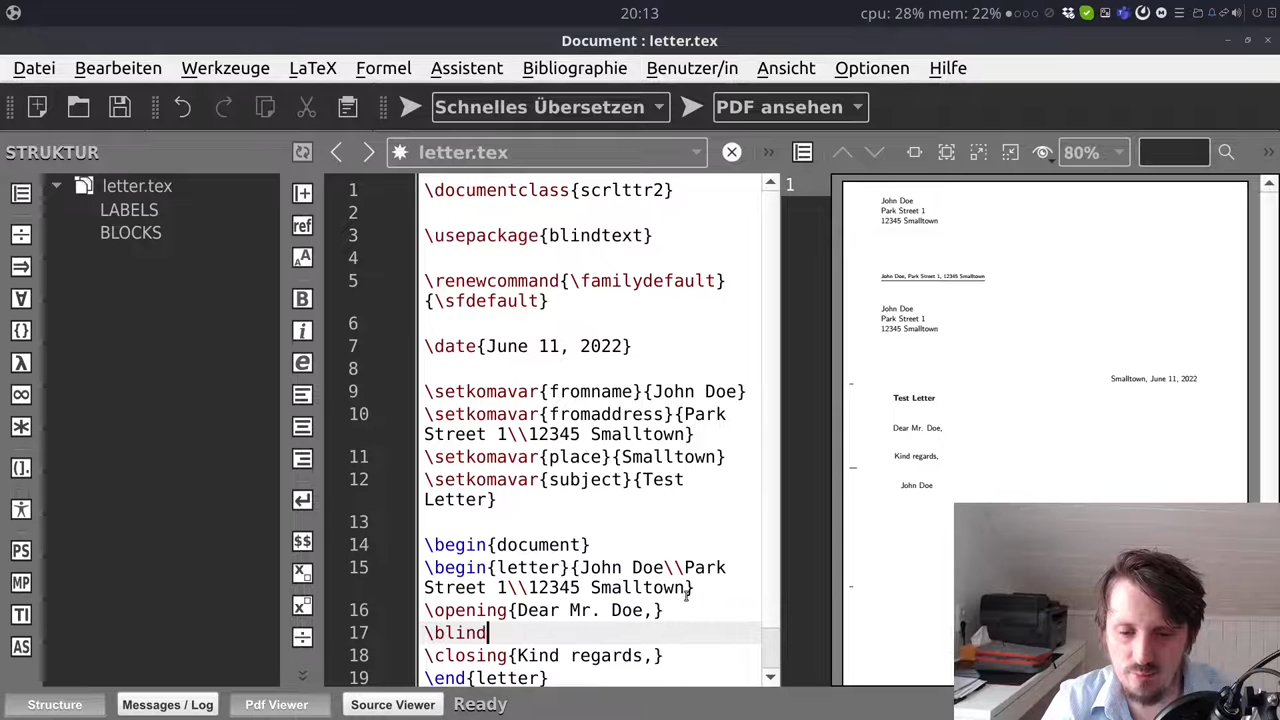 20:13
cpu: 28% mem: 22%
Document : letter.tex
Datei Bearbeiten Werkzeuge LaTeX Formel Assistent Bibliographie Benutzer/in Ansicht Optionen Hilfe
Schnelles Übersetzen PDF ansehen
STRUKTUR
letter.tex
80%
letter.tex
LABELS
BLOCKS
ref
A
B
i
e
λ
PS
MP
TI
AS
$$
1 \documentclass{scrlttr2}
2
3 \usepackage{blindtext}
4
5 \renewcommand{\familydefault}
{\sfdefault}
6
7 \date{June 11, 2022}
8
9 \setkomavar{fromname}{John Doe}
10 \setkomavar{fromaddress}{Park
Street 1\\12345 Smalltown}
11 \setkomavar{place}{Smalltown}
12 \setkomavar{subject}{Test
Letter}
13
14 \begin{document}
15 \begin{letter}{John Doe\\Park
Street 1\\12345 Smalltown}
16 \opening{Dear Mr. Doe,}
17 \blind
18 \closing{Kind regards,}
19 \end{letter}
1
John Doe
Park Street 1
12345 Smalltown
John Doe, Park Street 1, 12345 Smalltown
John Doe
Park Street 1
12345 Smalltown
Smalltown, June 11, 2022
Test Letter
Dear Mr. Doe,
Kind regards,
John Doe
Structure Messages / Log Pdf Viewer Source Viewer Ready